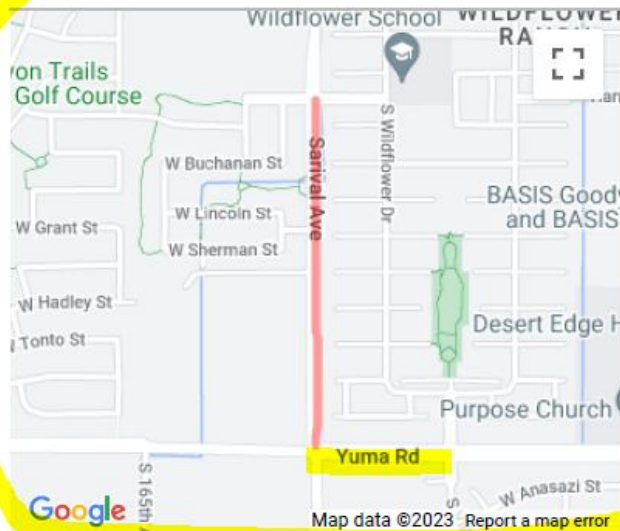 Wildflower School
WILDFLOWER
on Trails
Golf Course
Sarival Ave
S Wildflower Dr
W Buchanan St
W Lincoln St
BASIS Goody
and BASIS
W Grant St
W Sherman St
W Hadley St
Tonto St
Desert Edge H
Purpose Church
Yuma Rd
S 165th
S
W Anasazi St
Google
Map data ©2023
Report a map error